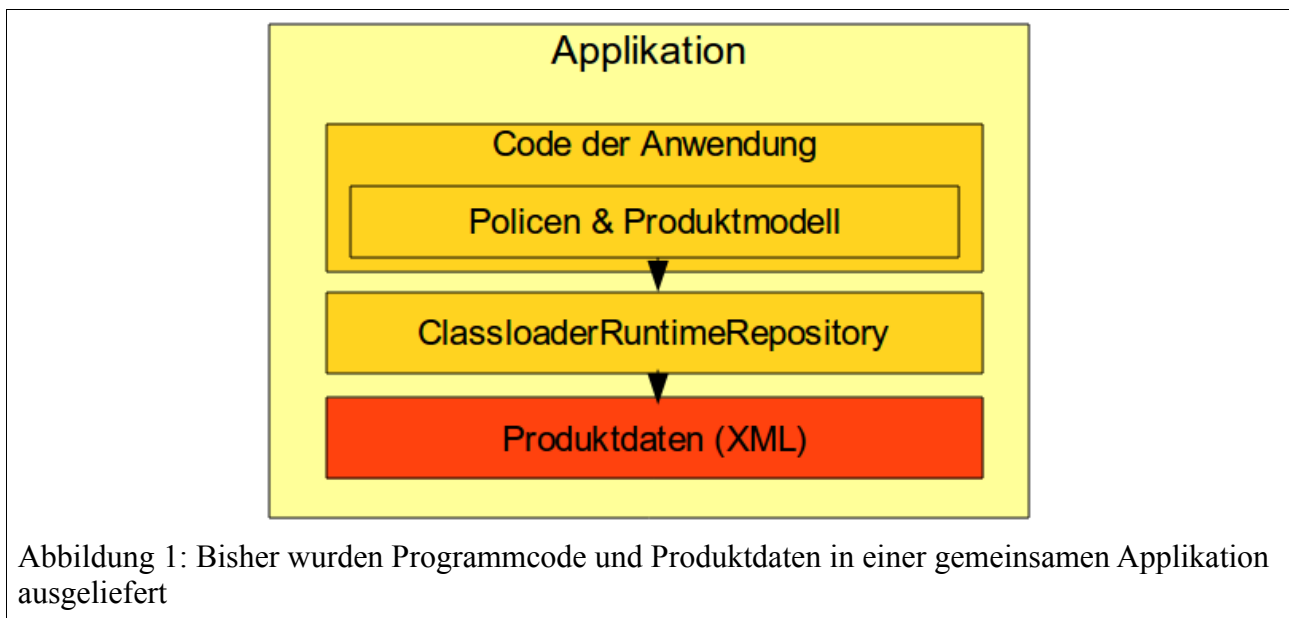 Applikation
Code der Anwendung
Policen & Produktmodell
ClassloaderRuntimeRepository
Produktdaten (XML)
Abbildung 1: Bisher wurden Programmcode und Produktdaten in einer gemeinsamen Applikation
ausgeliefert